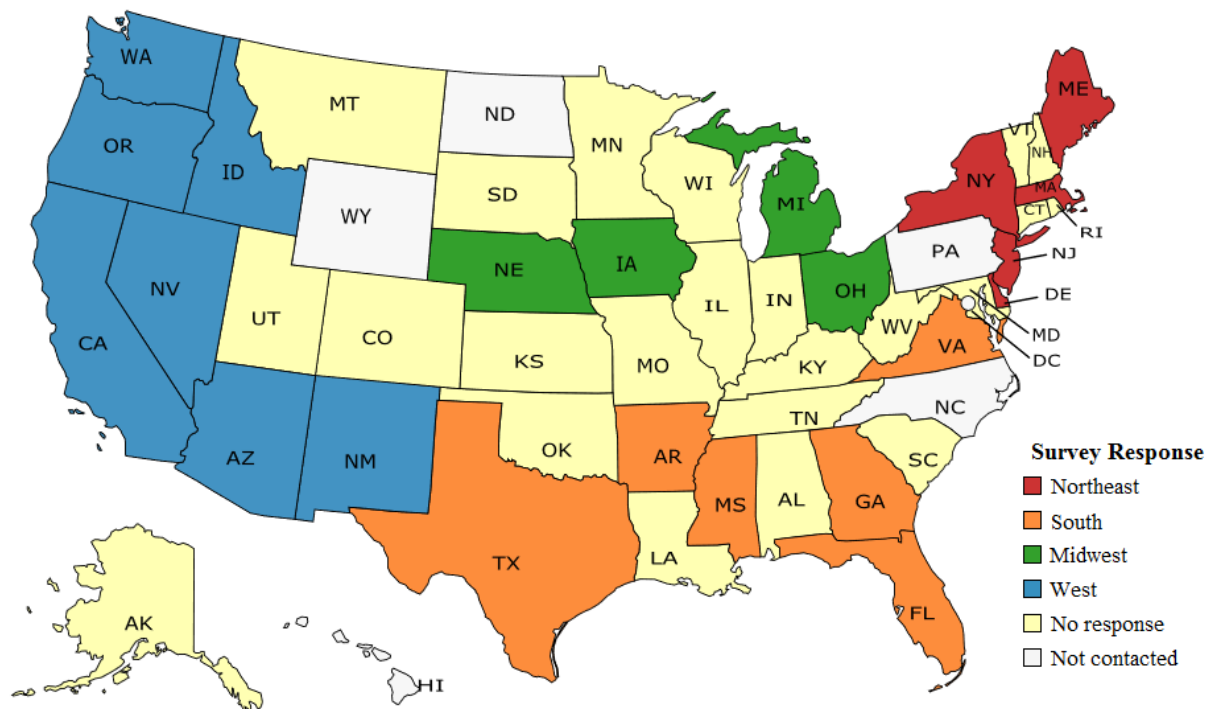 WA
ME
MT
ND
VT
OR
MN
NH
ID
NY
WI
MA
SD
MI
CT
WY
RI
PA
NJ
NE
IA
NV
OH
DE
IL
IN
UT
WV
MD
CO
VA
DC
CA
KS
MO
KY
NC
TN
OK
AZ
NM
AR
SC
MS
AL
GA
LA
TX
FL
AK
HI
Survey Response
Northeast
South
Midwest
West
No response
Not contacted